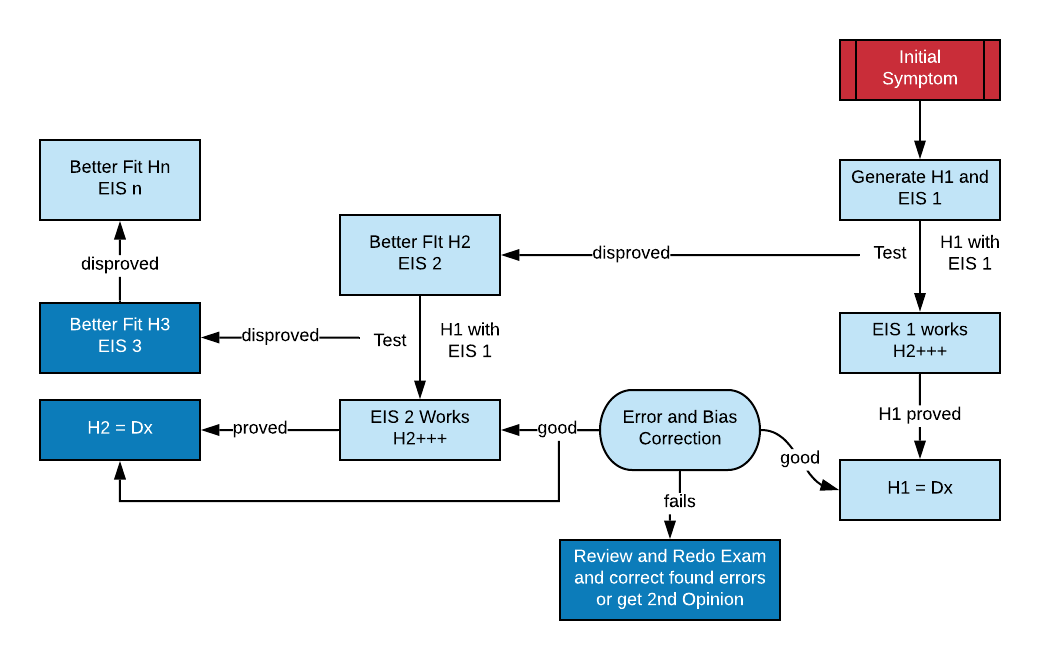 Initial
Symptom
Generate H1 and
EIS 1
Test
H1 with
EIS 1
disproved
Better FIt H2
EIS 2
Better Fit Hn
EIS n
disproved
Better Fit H3
EIS 3
disproved
Test
H1 with
EIS 1
EIS 1 works
H2+++
H1 proved
H1 = Dx
H2 = Dx
proved
EIS 2 Works
H2+++
good
Error and Bias
Correction
good
fails
Review and Redo Exam
and correct found errors
or get 2nd Opinion